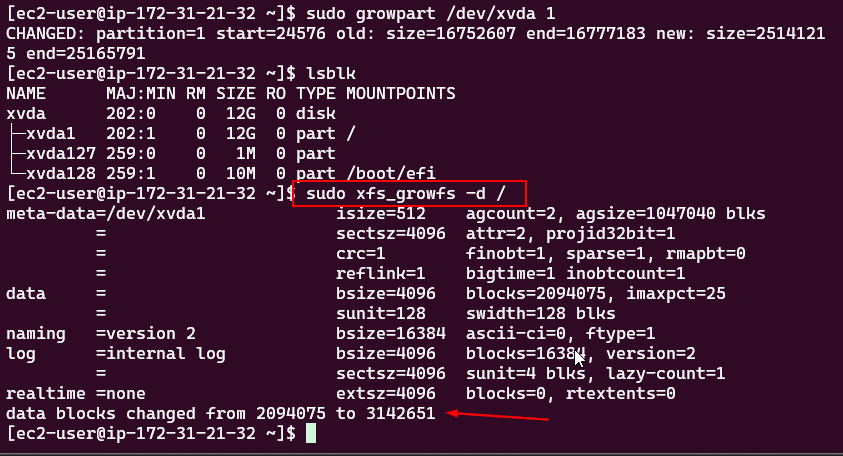 [ec2-user@ip-172-31-21-32 ~]$ sudo growpart /dev/xvda 1
CHANGED: partition=1 start=24576 old: size=16752607 end=16777183 new: size=2514121
5 end=25165791
[ec2-user@ip-172-31-21-32 ~]$ lsblk
NAME      MAJ:MIN RM SIZE RO TYPE MOUNTPOINTS
xvda      202:0    0  12G  0 disk
├─xvda1   202:1    0  12G  0 part /
├─xvda127 259:0    0   1M  0 part
└─xvda128 259:1    0  10M  0 part /boot/efi
[ec2-user@ip-172-31-21-32 ~]$ sudo xfs_growfs -d /
meta-data=/dev/xvda1             isize=512    agcount=2, agsize=1047040 blks
         =                       sectsz=4096  attr=2, projid32bit=1
         =                       crc=1        finobt=1, sparse=1, rmapbt=0
         =                       reflink=1    bigtime=1 inobtcount=1
data     =                       bsize=4096   blocks=2094075, imaxpct=25
         =                       sunit=128    swidth=128 blks
naming   =version 2              bsize=16384  ascii-ci=0, ftype=1
log      =internal log           bsize=4096   blocks=16384, version=2
         =                       sectsz=4096  sunit=4 blks, lazy-count=1
realtime =none                   extsz=4096   blocks=0, rtextents=0
data blocks changed from 2094075 to 3142651
[ec2-user@ip-172-31-21-32 ~]$